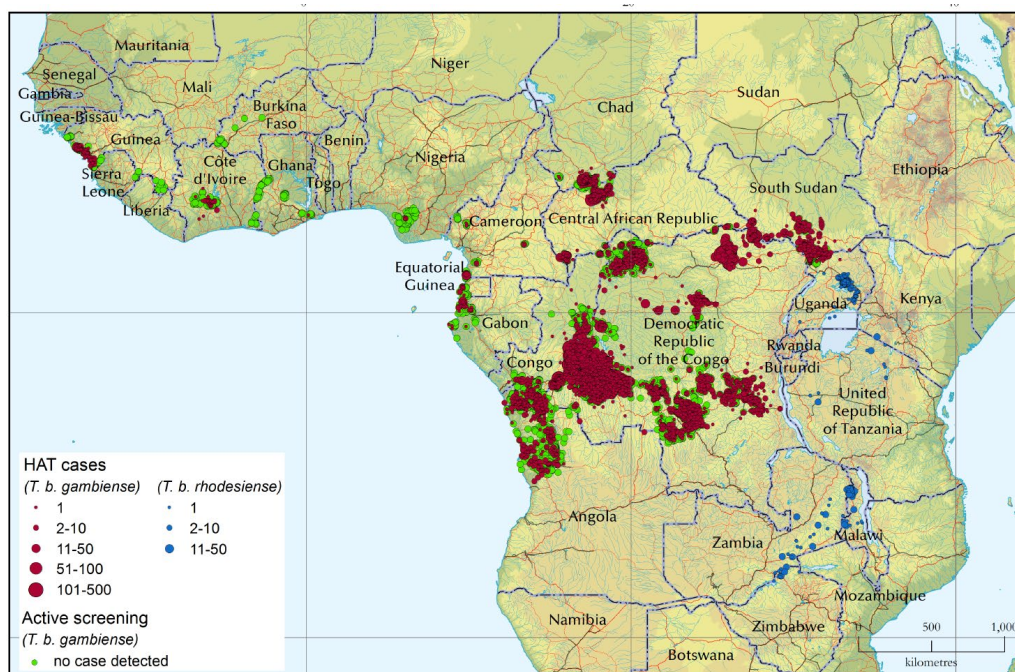 0
20
40
Mauritania
Niger
Mali
Chad
Sudan
Senegal
Gambia
Guinea-Bissau
Guinea
Burkina
Faso
Benin
Nigeria
Ethiopia
Sierra
Leone
Côte
d'Ivoire
Ghana
Togo
South Sudan
Liberia
Cameroon
Central African Republic
Equatorial
Guinea
Uganda
Kenya
Gabon
Democratic
Republic
of the Congo
Congo
Rwanda
Burundi
United
Republic
of Tanzania
Angola
Zambia
Malawi
Mozambique
Namibia
Zimbabwe
Botswana
HAT cases
(T. b. gambiense) (T. b. rhodesiense)
1 1
2-10 2-10
11-50 11-50
51-100
101-500
Active screening
(T. b. gambiense)
no case detected
0 500 1,000
kilometres